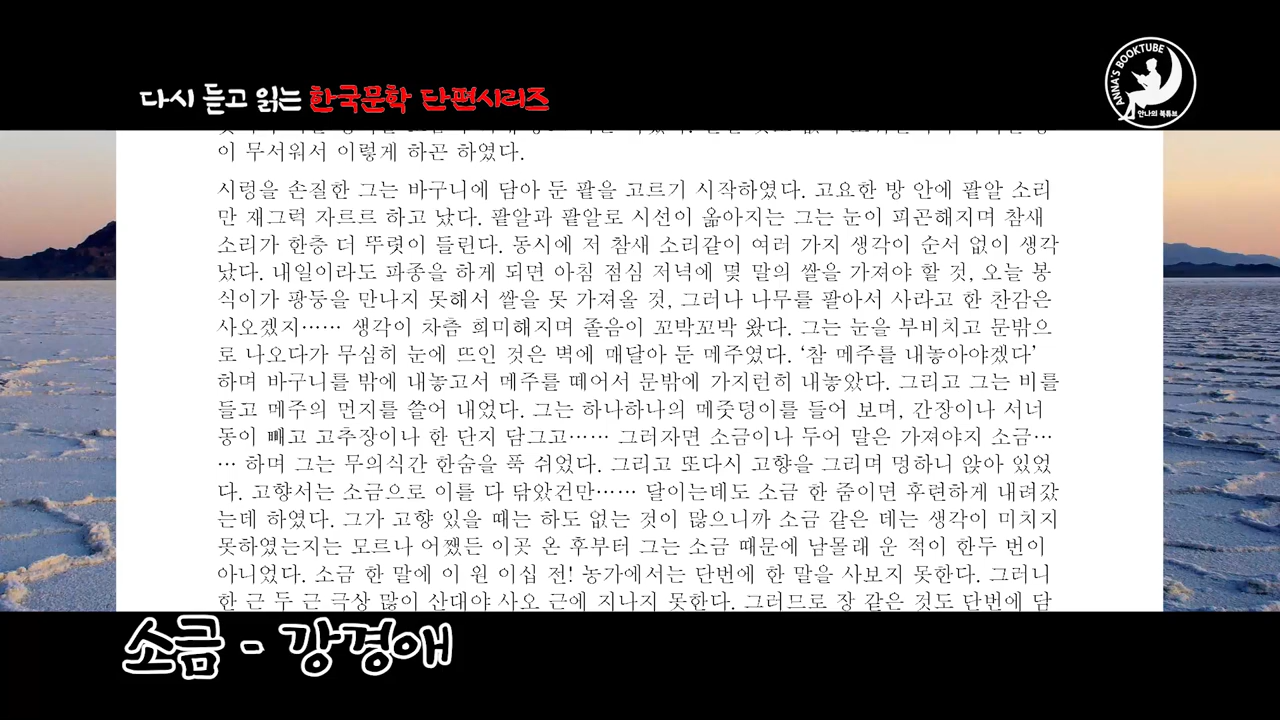 다시 듣고 읽는 한국문학 단편시리즈
ANNA'S BOOKTUBE
안나의 북튜브
이 무서워서 이렇게 하곤 하였다.
시렁을 손질한 그는 바구니에 담아 둔 팥을 고르기 시작하였다. 고요한 방 안에 팥알 소리
만 재그럭 자르르 하고 났다. 팥알과 팥알로 시선이 옮아지는 그는 눈이 피곤해지며 참새
소리가 한층 더 뚜렷이 들린다. 동시에 저 참새 소리같이 여러 가지 생각이 순서 없이 생각
났다. 내일이라도 파종을 하게 되면 아침 점심 저녁에 몇 말의 쌀을 가져야 할 것, 오늘 봉
식이가 팡둥을 만나지 못해서 쌀을 못 가져올 것, 그러나 나무를 팔아서 사라고 한 찬감은
사오겠지…… 생각이 차츰 희미해지며 졸음이 꼬박꼬박 왔다. 그는 눈을 부비치고 문밖으
로 나오다가 무심히 눈에 뜨인 것은 벽에 매달아 둔 메주였다. ‘참 메주를 내놓아야겠다’
하며 바구니를 밖에 내놓고서 메주를 떼어서 문밖에 가지런히 내놓았다. 그리고 그는 비를
들고 메주의 먼지를 쓸어 내었다. 그는 하나하나의 메줏덩이를 들어 보며, 간장이나 서너
동이 빼고 고추장이나 한 단지 담그고…… 그러자면 소금이나 두어 말은 가져야지 소금…
… 하며 그는 무의식간 한숨을 푹 쉬었다. 그리고 또다시 고향을 그리며 멍하니 앉아 있었
다. 고향서는 소금으로 이를 다 닦았건만…… 달이는데도 소금 한 줌이면 후련하게 내려갔
는데 하였다. 그가 고향 있을 때는 하도 없는 것이 많으니까 소금 같은 데는 생각이 미치지
못하였는지는 모르나 어쨌든 이곳 온 후부터 그는 소금 때문에 남몰래 운 적이 한두 번이
아니었다. 소금 한 말에 이 원 이십 전! 농가에서는 단번에 한 말을 사보지 못한다. 그러니
한 근 두 근 극상 많이 산대야 사오 근에 지나지 못한다. 그러므로 장 같은 것도 단번에 담
소금 - 강경애